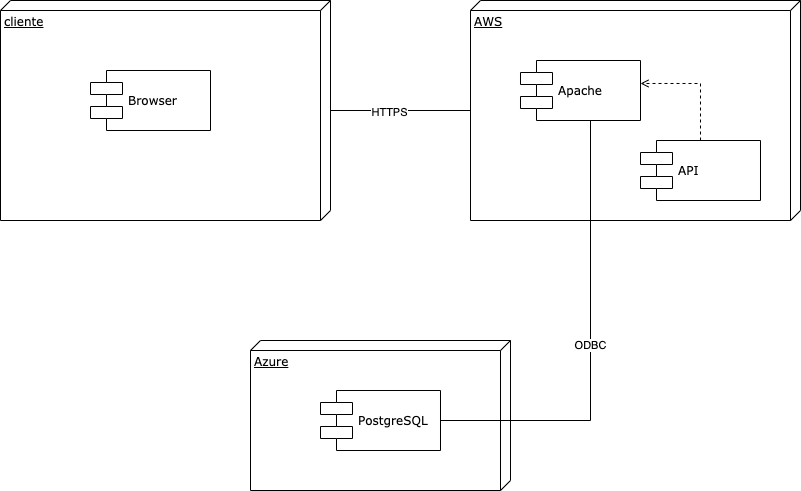 cliente
Browser
HTTPS
AWS
Apache
API
ODBC
Azure
PostgreSQL